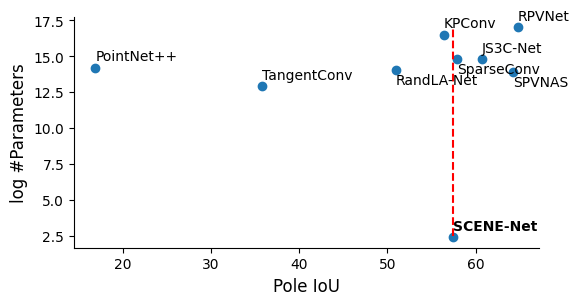 17.5
15.0
12.5
10.0
7.5
5.0
2.5
log #Parameters
RPVNet
KPConv
JS3C-Net
PointNet++
SparseConv
TangentConv
RandLA-Net
SPVNAS
SCENE-Net
20
30
40
50
60
Pole IoU